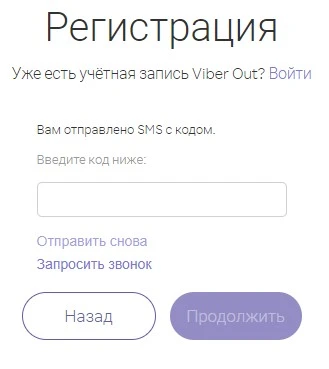 Регистрация
Уже есть учётная запись Viber Out? Войти
Вам отправлено SMS с кодом.
Введите код ниже:
Отправить снова
Запросить звонок
Назад
Продолжить